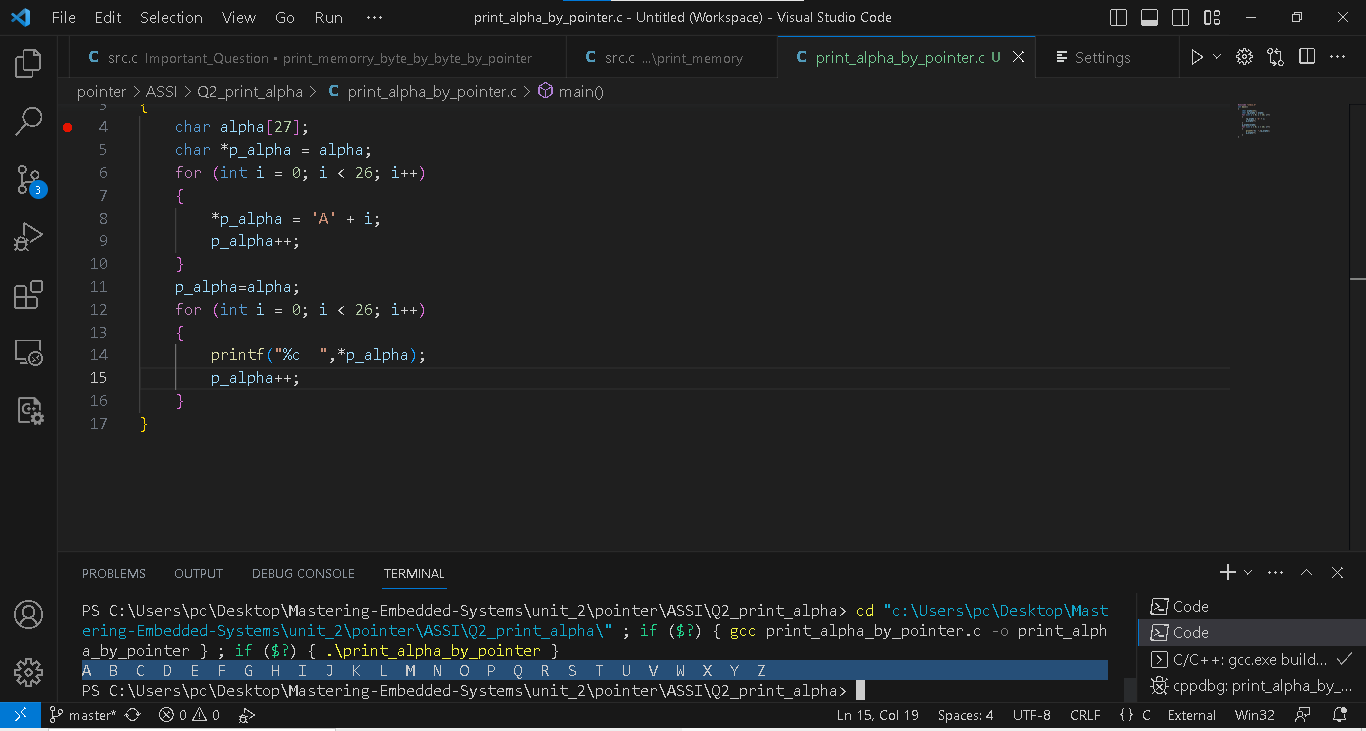 File Edit Selection View Go Run ··· print_alpha_by_pointer.c - Untitled (Workspace) - Visual Studio Code
C src.c Important_Question • print_memorry_byte_by_byte_by_pointer C src.c ...\print_memory C print_alpha_by_pointer.c U Settings
pointer > ASSI > Q2_print_alpha > C print_alpha_by_pointer.c > main()
3 {
4 char alpha[27];
5 char *p_alpha = alpha;
6 for (int i = 0; i < 26; i++)
7 {
8 *p_alpha = 'A' + i;
9 p_alpha++;
10 }
11 p_alpha=alpha;
12 for (int i = 0; i < 26; i++)
13 {
14 printf("%c  ",*p_alpha);
15 p_alpha++;
16 }
17 }
3
PROBLEMS OUTPUT DEBUG CONSOLE TERMINAL
PS C:\Users\pc\Desktop\Mastering-Embedded-Systems\unit_2\pointer\ASSI\Q2_print_alpha> cd "c:\Users\pc\Desktop\Mast
ering-Embedded-Systems\unit_2\pointer\ASSI\Q2_print_alpha\" ; if ($?) { gcc print_alpha_by_pointer.c -o print_alph
a_by_pointer } ; if ($?) { .\print_alpha_by_pointer }
A B C D E F G H I J K L M N O P Q R S T U V W X Y Z
PS C:\Users\pc\Desktop\Mastering-Embedded-Systems\unit_2\pointer\ASSI\Q2_print_alpha>
Code
Code
C/C++: gcc.exe build...
cppdbg: print_alpha_by_...
master* 0 0 Ln 15, Col 19 Spaces: 4 UTF-8 CRLF {} C External Win32